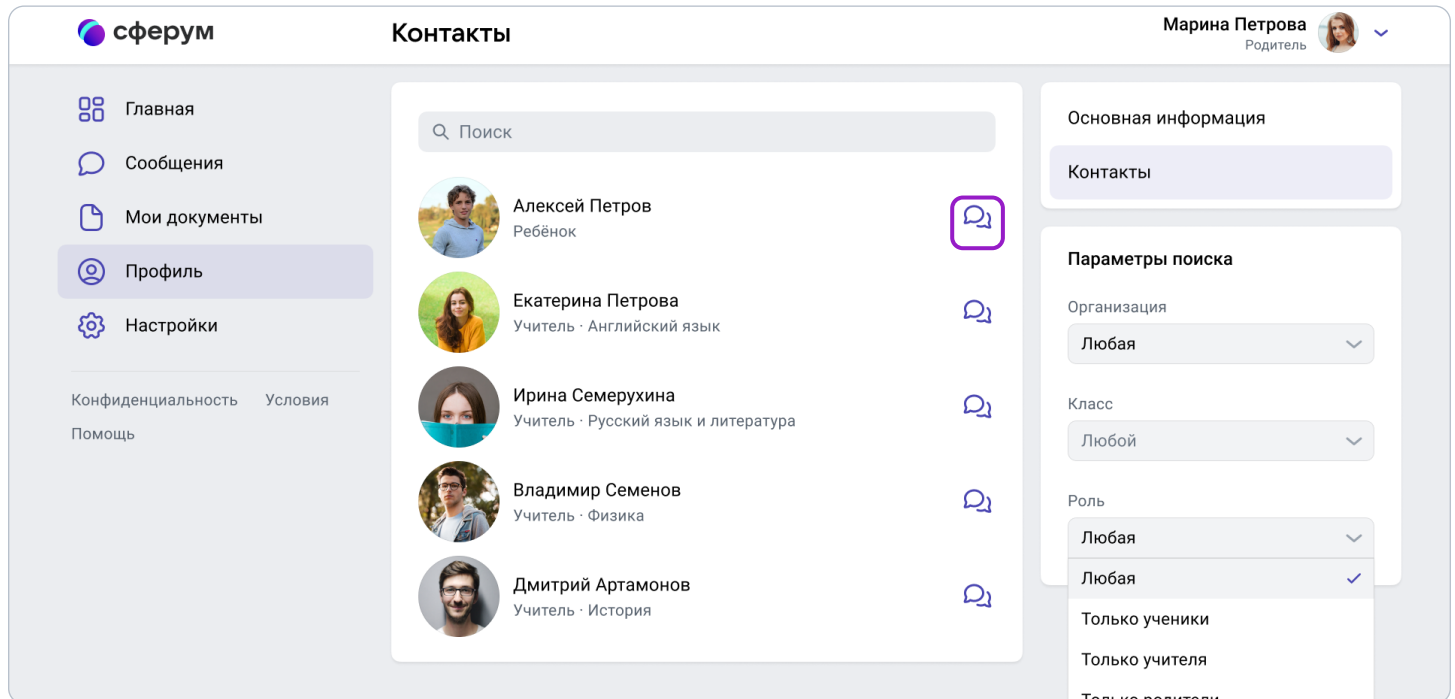 сферум
Контакты
Марина Петрова
Родитель
Главная
Сообщения
Мои документы
Профиль
Настройки
Конфиденциальность Условия
Помощь
Поиск
Алексей Петров
Ребёнок
Екатерина Петрова
Учитель · Английский язык
Ирина Семерухина
Учитель · Русский язык и литература
Владимир Семенов
Учитель · Физика
Дмитрий Артамонов
Учитель · История
Основная информация
Контакты
Параметры поиска
Организация
Любая
Класс
Любой
Роль
Любая
Любая
Только ученики
Только учителя
Только родители